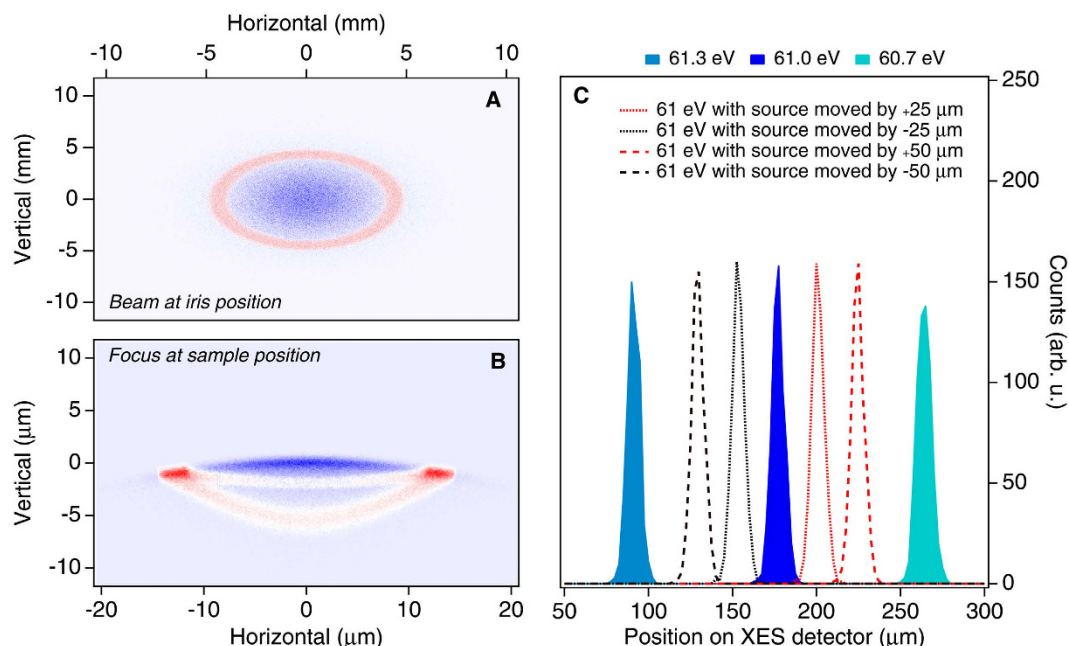 Horizontal (mm)
-10 -5 0 5 10
A
Vertical (mm)
10
5
0
-5
-10
Beam at iris position
Focus at sample position
B
Vertical (µm)
10
5
0
-5
-10
-20 -10 0 10 20
Horizontal (µm)
61.3 eV 61.0 eV 60.7 eV
C
61 eV with source moved by +25 µm
61 eV with source moved by -25 µm
61 eV with source moved by +50 µm
61 eV with source moved by -50 µm
250
200
150
100
50
0
Counts (arb. u.)
50 100 150 200 250 300
Position on XES detector (µm)